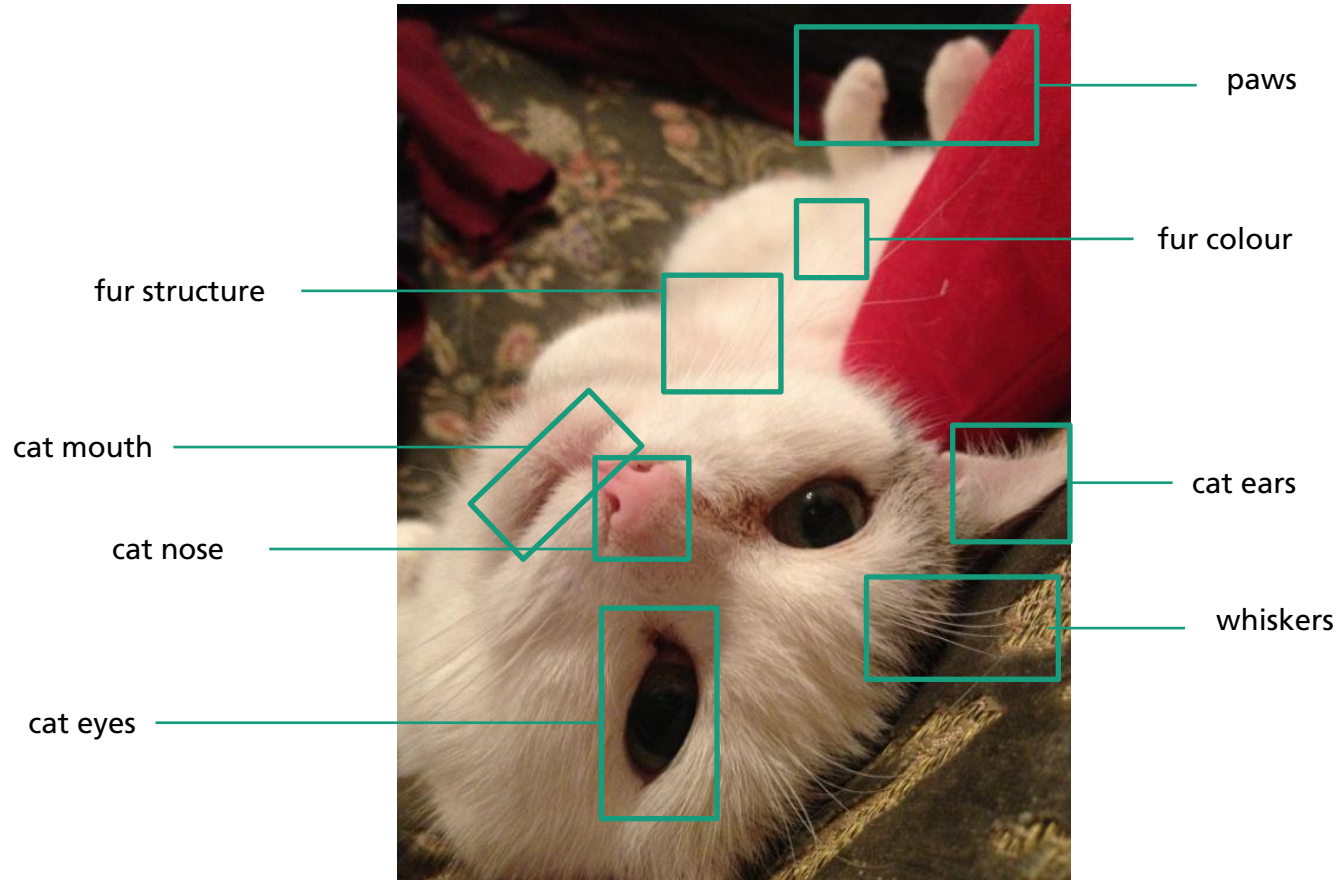 paws
fur colour
fur structure
cat mouth
cat ears
cat nose
whiskers
cat eyes